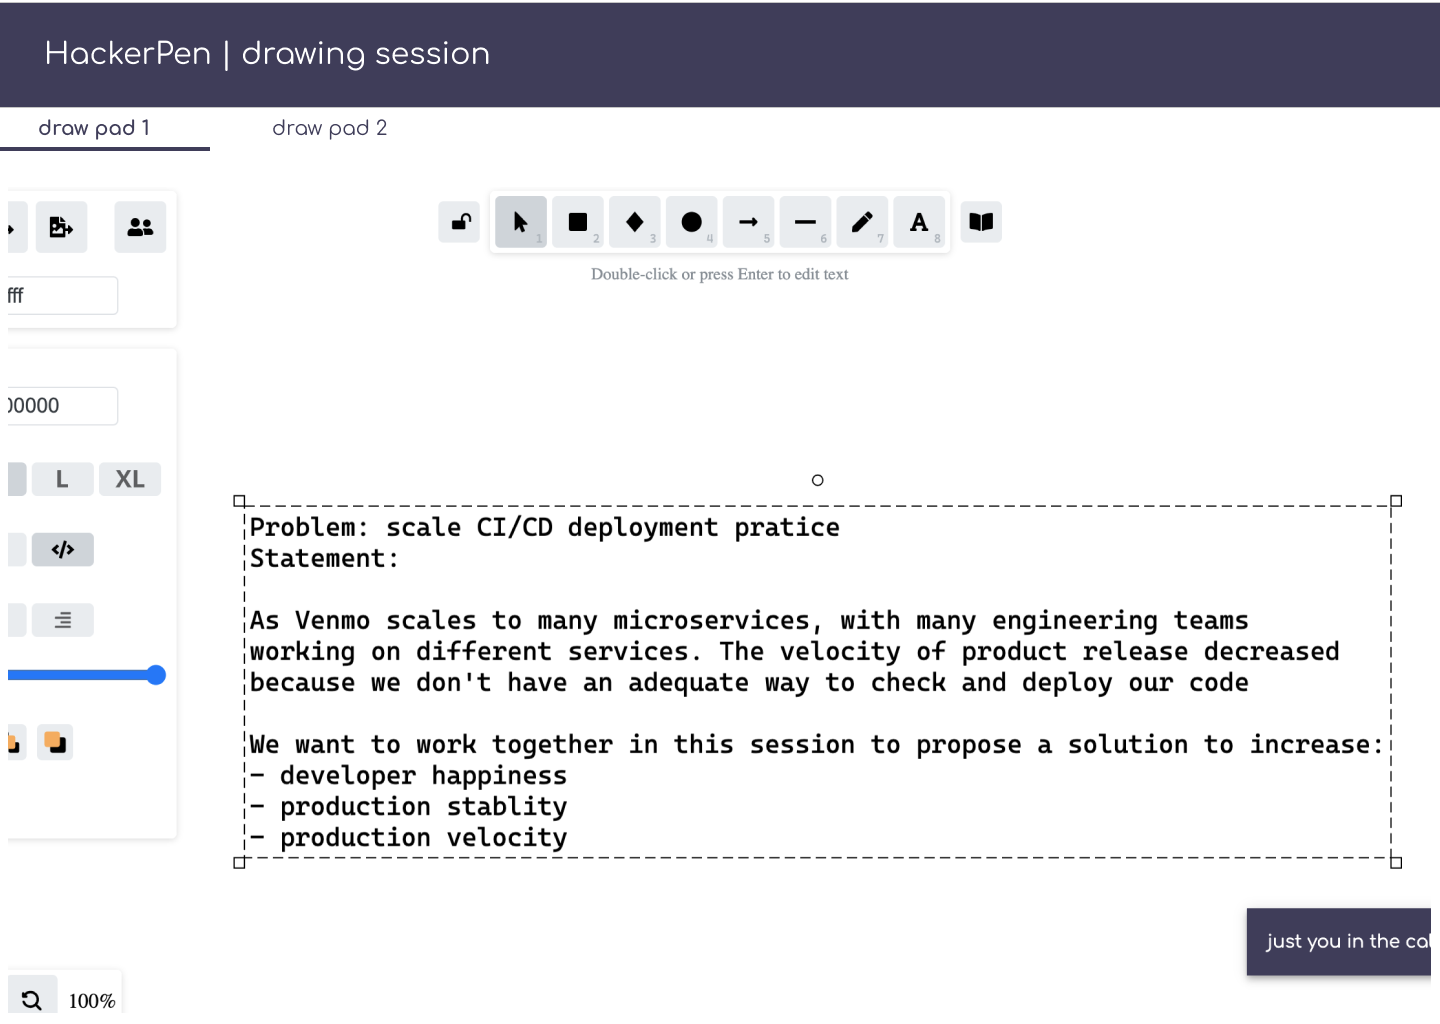 HackerPen | drawing session
draw pad 1
draw pad 2
1
2
3
4
5
6
A
7
8
Double-click or press Enter to edit text
fff
00000
L
XL
</>
Problem: scale CI/CD deployment pratice
Statement:
As Venmo scales to many microservices, with many engineering teams
working on different services. The velocity of product release decreased
because we don't have an adequate way to check and deploy our code
We want to work together in this session to propose a solution to increase:
- developer happiness
- production stablity
- production velocity
just you in the
100%